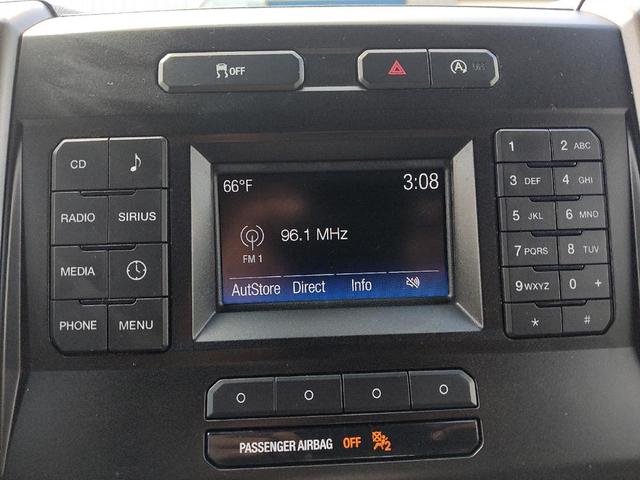 OFF
A OFF
CD
RADIO SIRIUS
MEDIA
PHONE MENU
66°F 3:08
96.1 MHz
FM 1
AutStore Direct Info
1 2 ABC
3 DEF 4 GHI
5 JKL 6 MNO
7 PQRS 8 TUV
9 WXYZ 0 +
* #
PASSENGER AIRBAG OFF 2